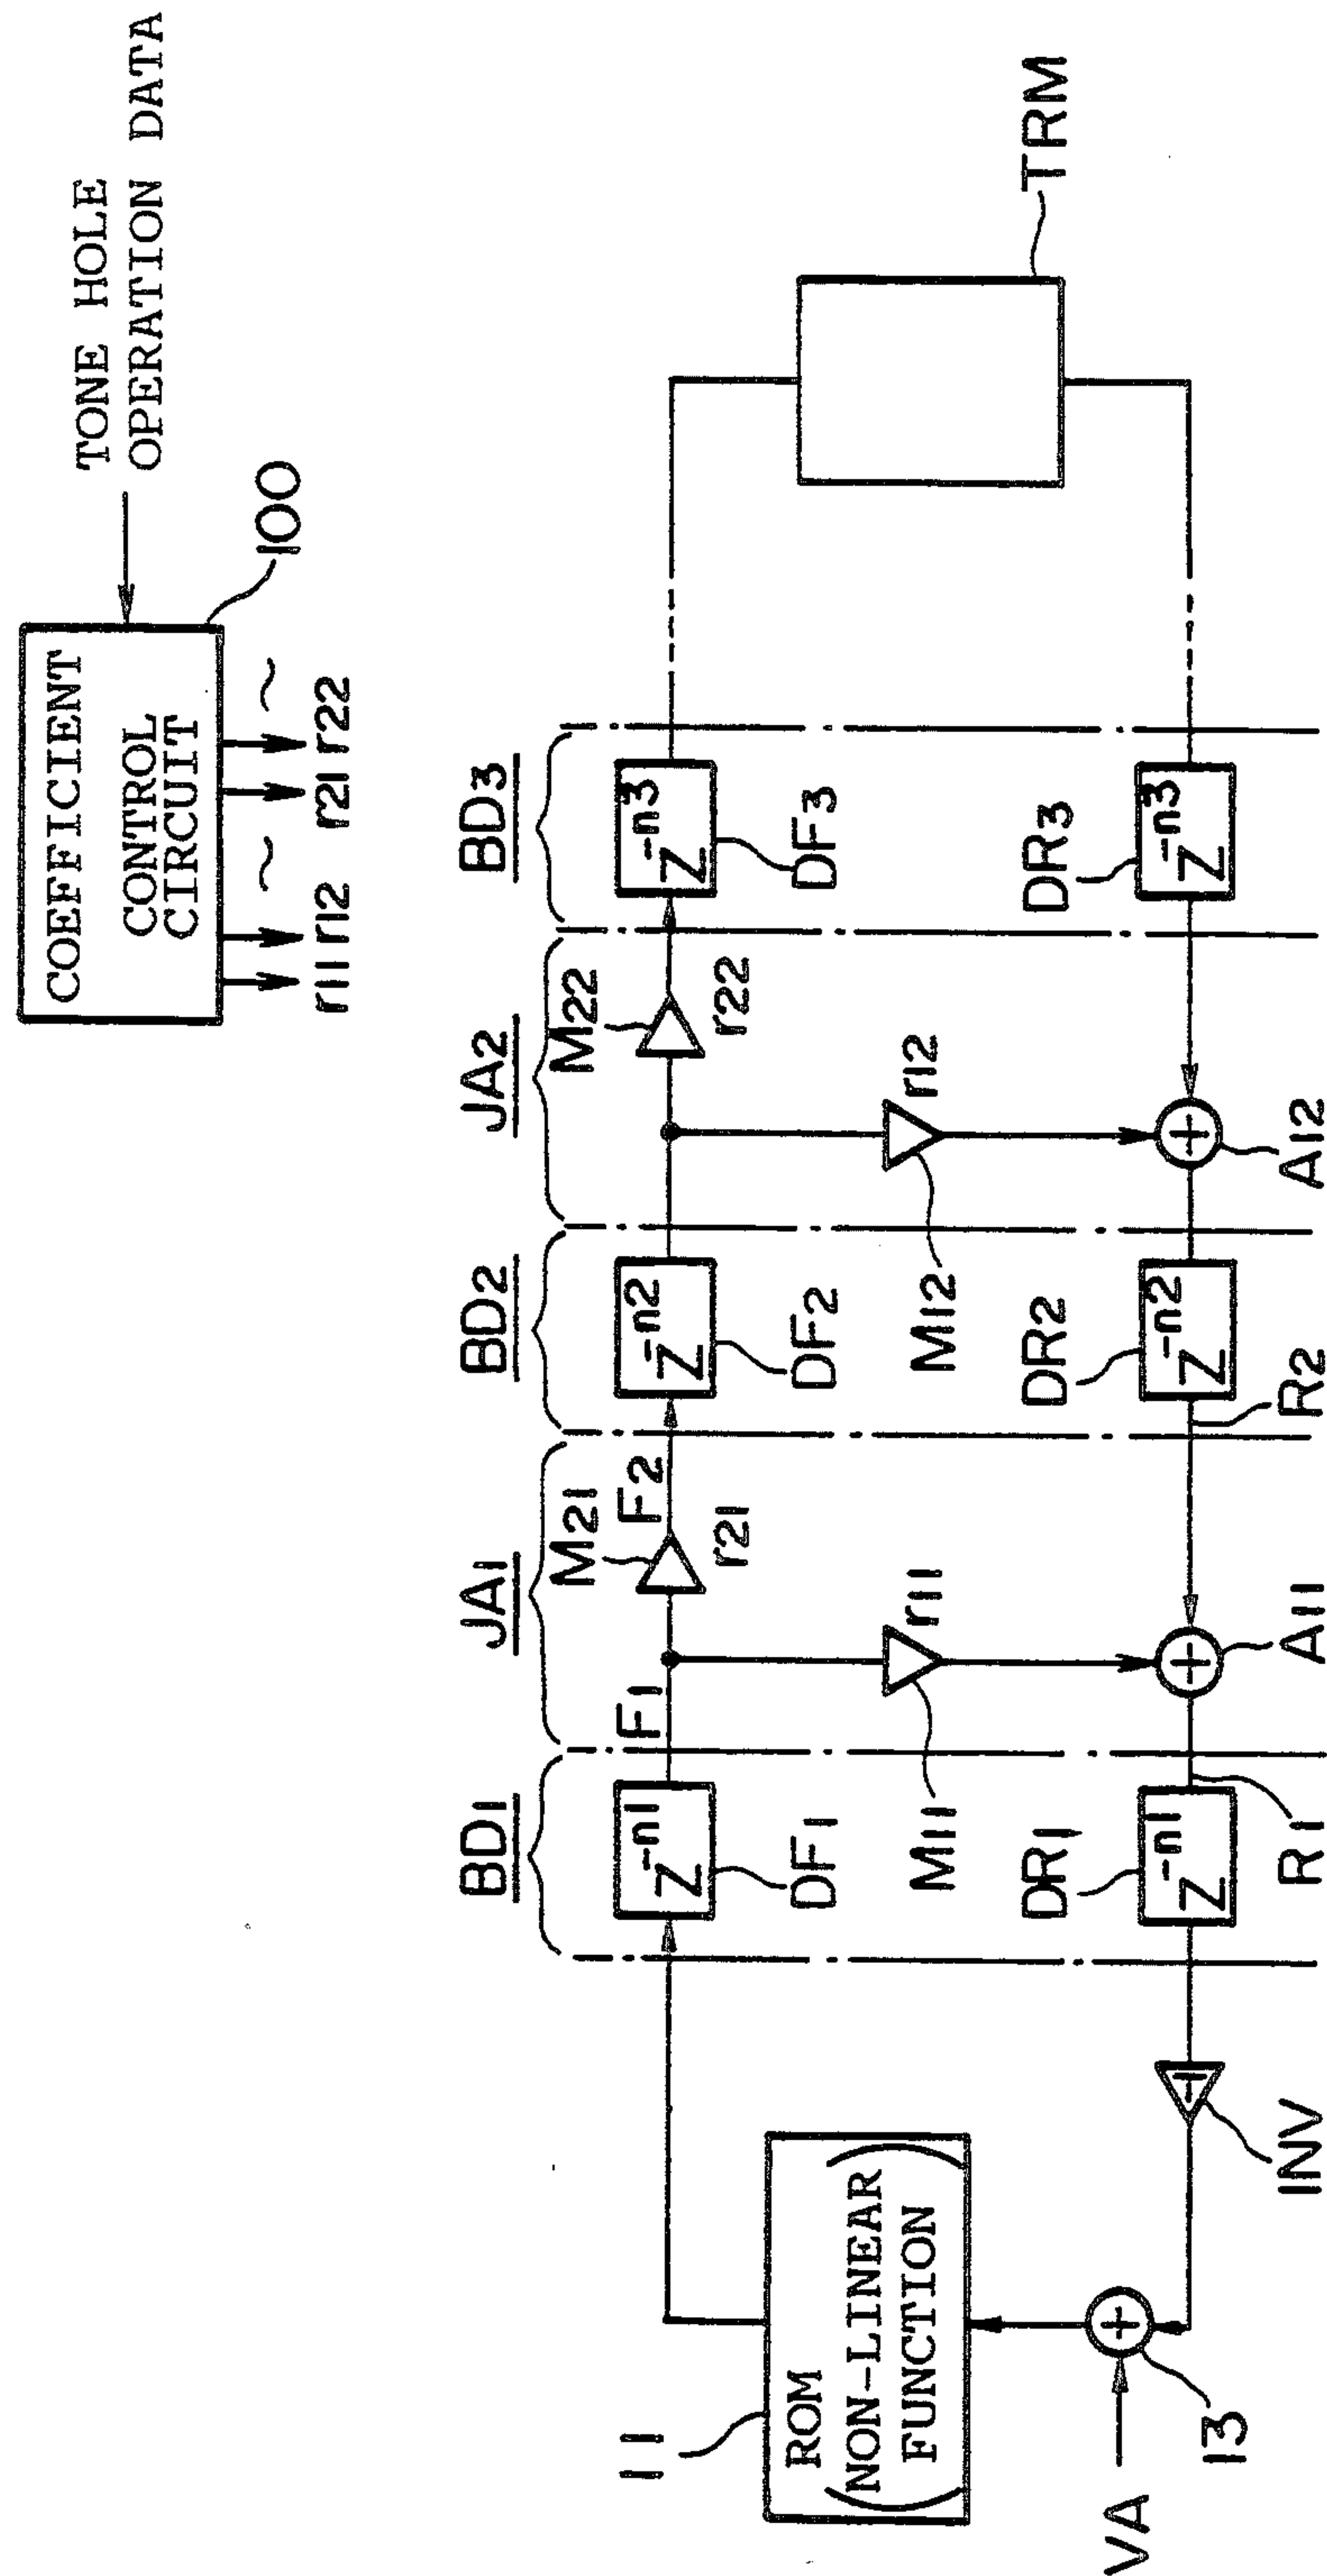 TONE HOLE
OPERATION DATA
COEFFICIENT
CONTROL
CIRCUIT
100
r11 r12 ~ r21 r22 ~
BD1
JA1
BD2
JA2
BD3
M21
F2
M22
F1
Z-n1
r21
Z-n2
r22
Z-n3
DF1
DF2
DF3
11
ROM
(NON-LINEAR
FUNCTION)
r11
r12
M11
M12
TRM
DR1
DR2
DR3
Z-n1
Z-n2
Z-n3
VA
13
INV
-1
R1
A11
R2
A12